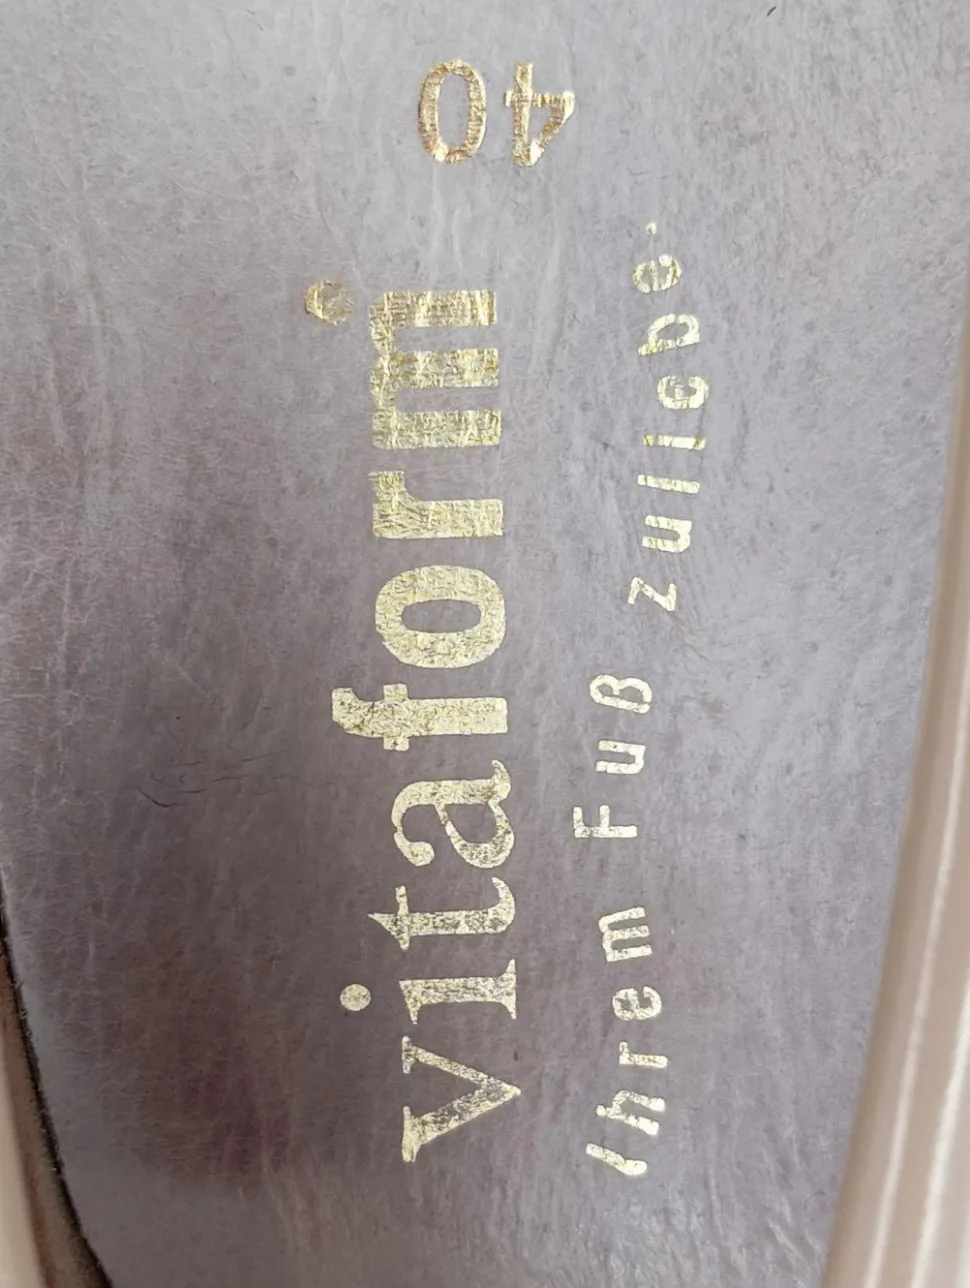 vitaform®
Ihrem Fuß zuliebe.
40